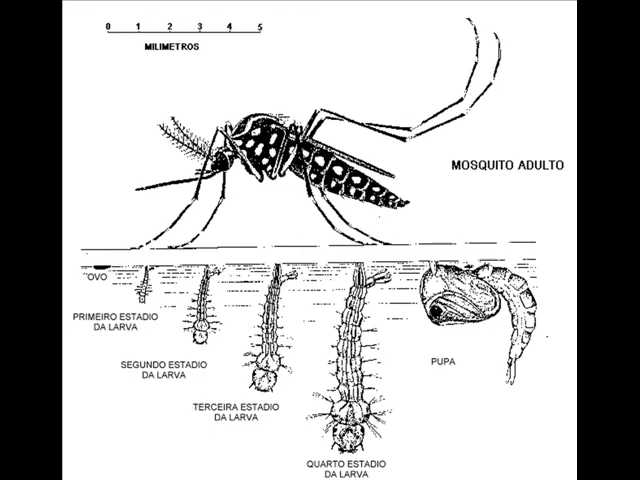 0 1 2 3 4 5
MILIMETROS
MOSQUITO ADULTO
OVO
PRIMEIRO ESTADIO
DA LARVA
SEGUNDO ESTADIO
DA LARVA
TERCEIRA ESTADIO
DA LARVA
QUARTO ESTADIO
DA LARVA
PUPA